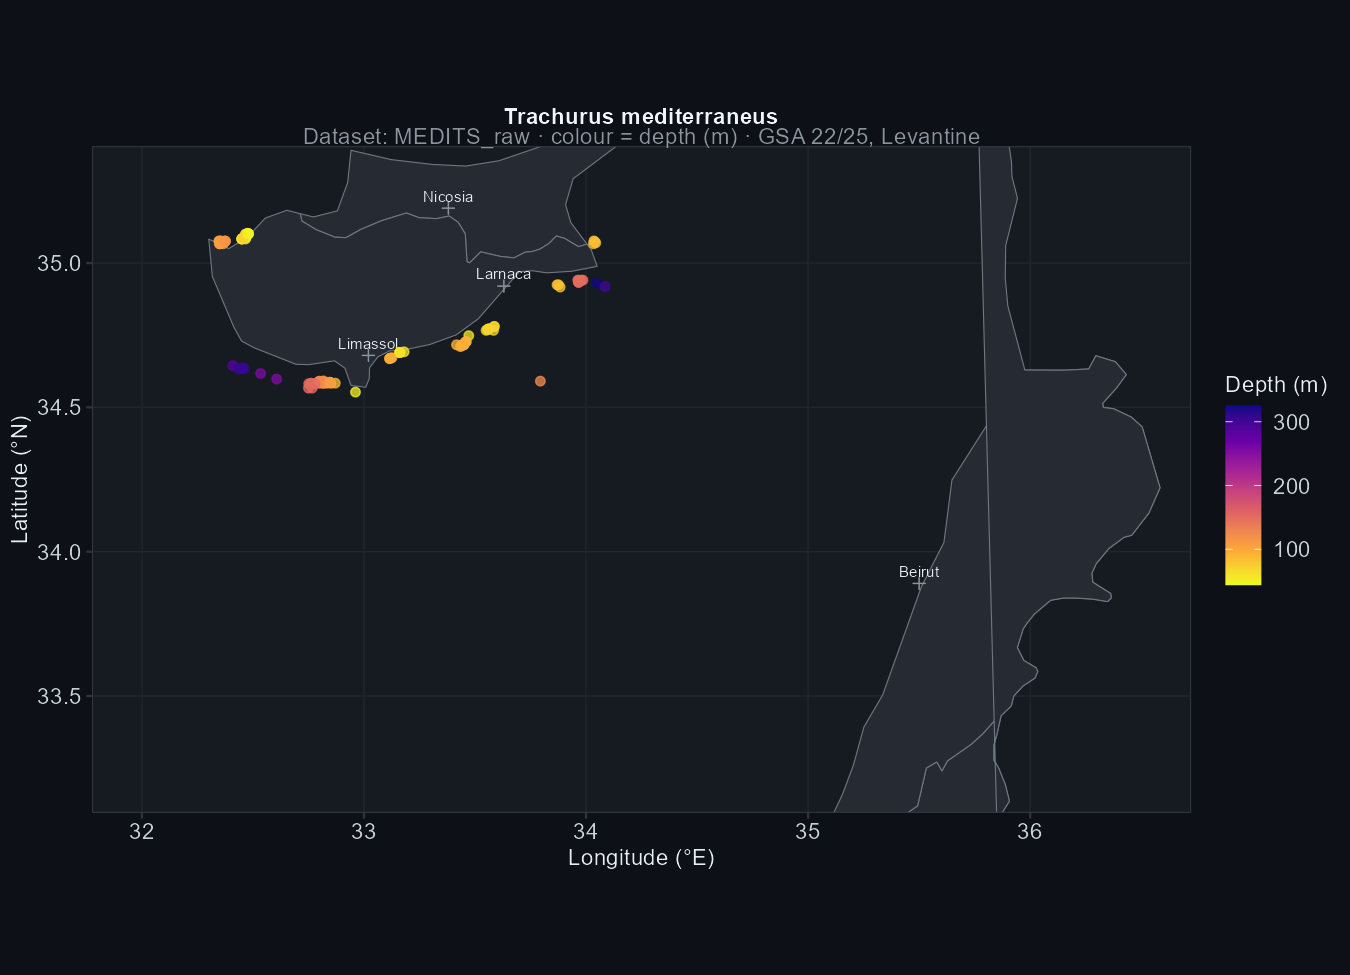 Trachurus mediterraneus
Dataset: MEDITS_raw · colour = depth (m) · GSA 22/25, Levantine
Nicosia
Larnaca
Limassol
Beirut
35.0
34.5
34.0
33.5
Latitude (°N)
32
33
34
35
36
Longitude (°E)
Depth (m)
300
200
100